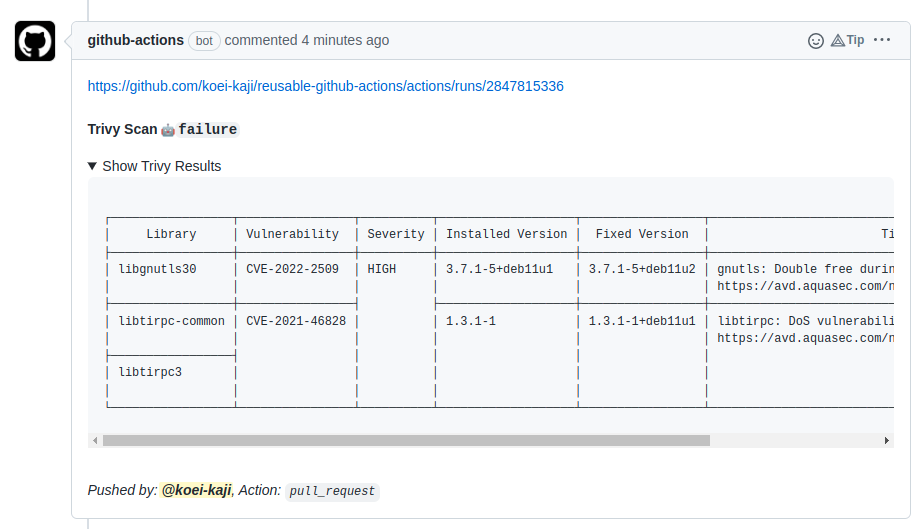 github-actions bot commented 4 minutes ago
Tip
https://github.com/koei-kaji/reusable-github-actions/actions/runs/2847815336
Trivy Scan 🤖 failure
▼ Show Trivy Results
Library Vulnerability Severity Installed Version Fixed Version Ti
libgnutls30 CVE-2022-2509 HIGH 3.7.1-5+deb11u1 3.7.1-5+deb11u2 gnutls: Double free durin
https://avd.aquasec.com/n
libtirpc-common CVE-2021-46828 1.3.1-1 1.3.1-1+deb11u1 libtirpc: DoS vulnerabili
https://avd.aquasec.com/n
libtirpc3
Pushed by: @koei-kaji, Action: pull_request